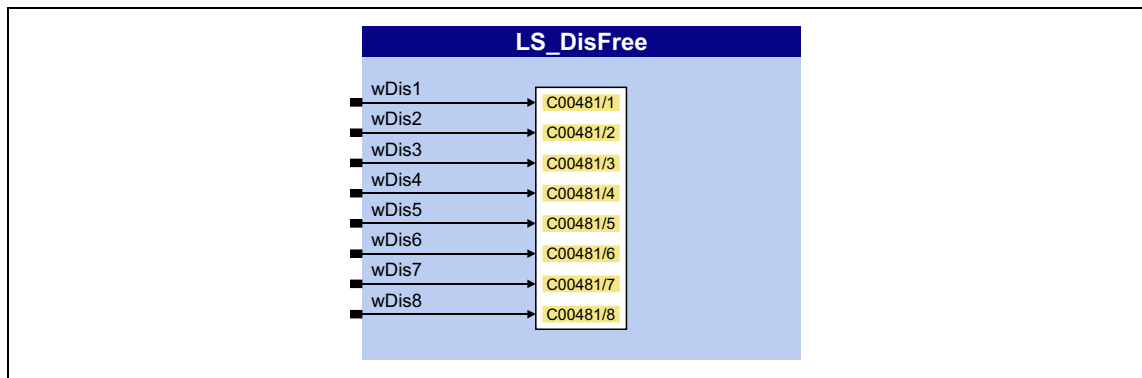 LS_DisFree
wDis1
C00481/1
wDis2
C00481/2
wDis3
C00481/3
wDis4
C00481/4
wDis5
C00481/5
wDis6
C00481/6
wDis7
C00481/7
wDis8
C00481/8